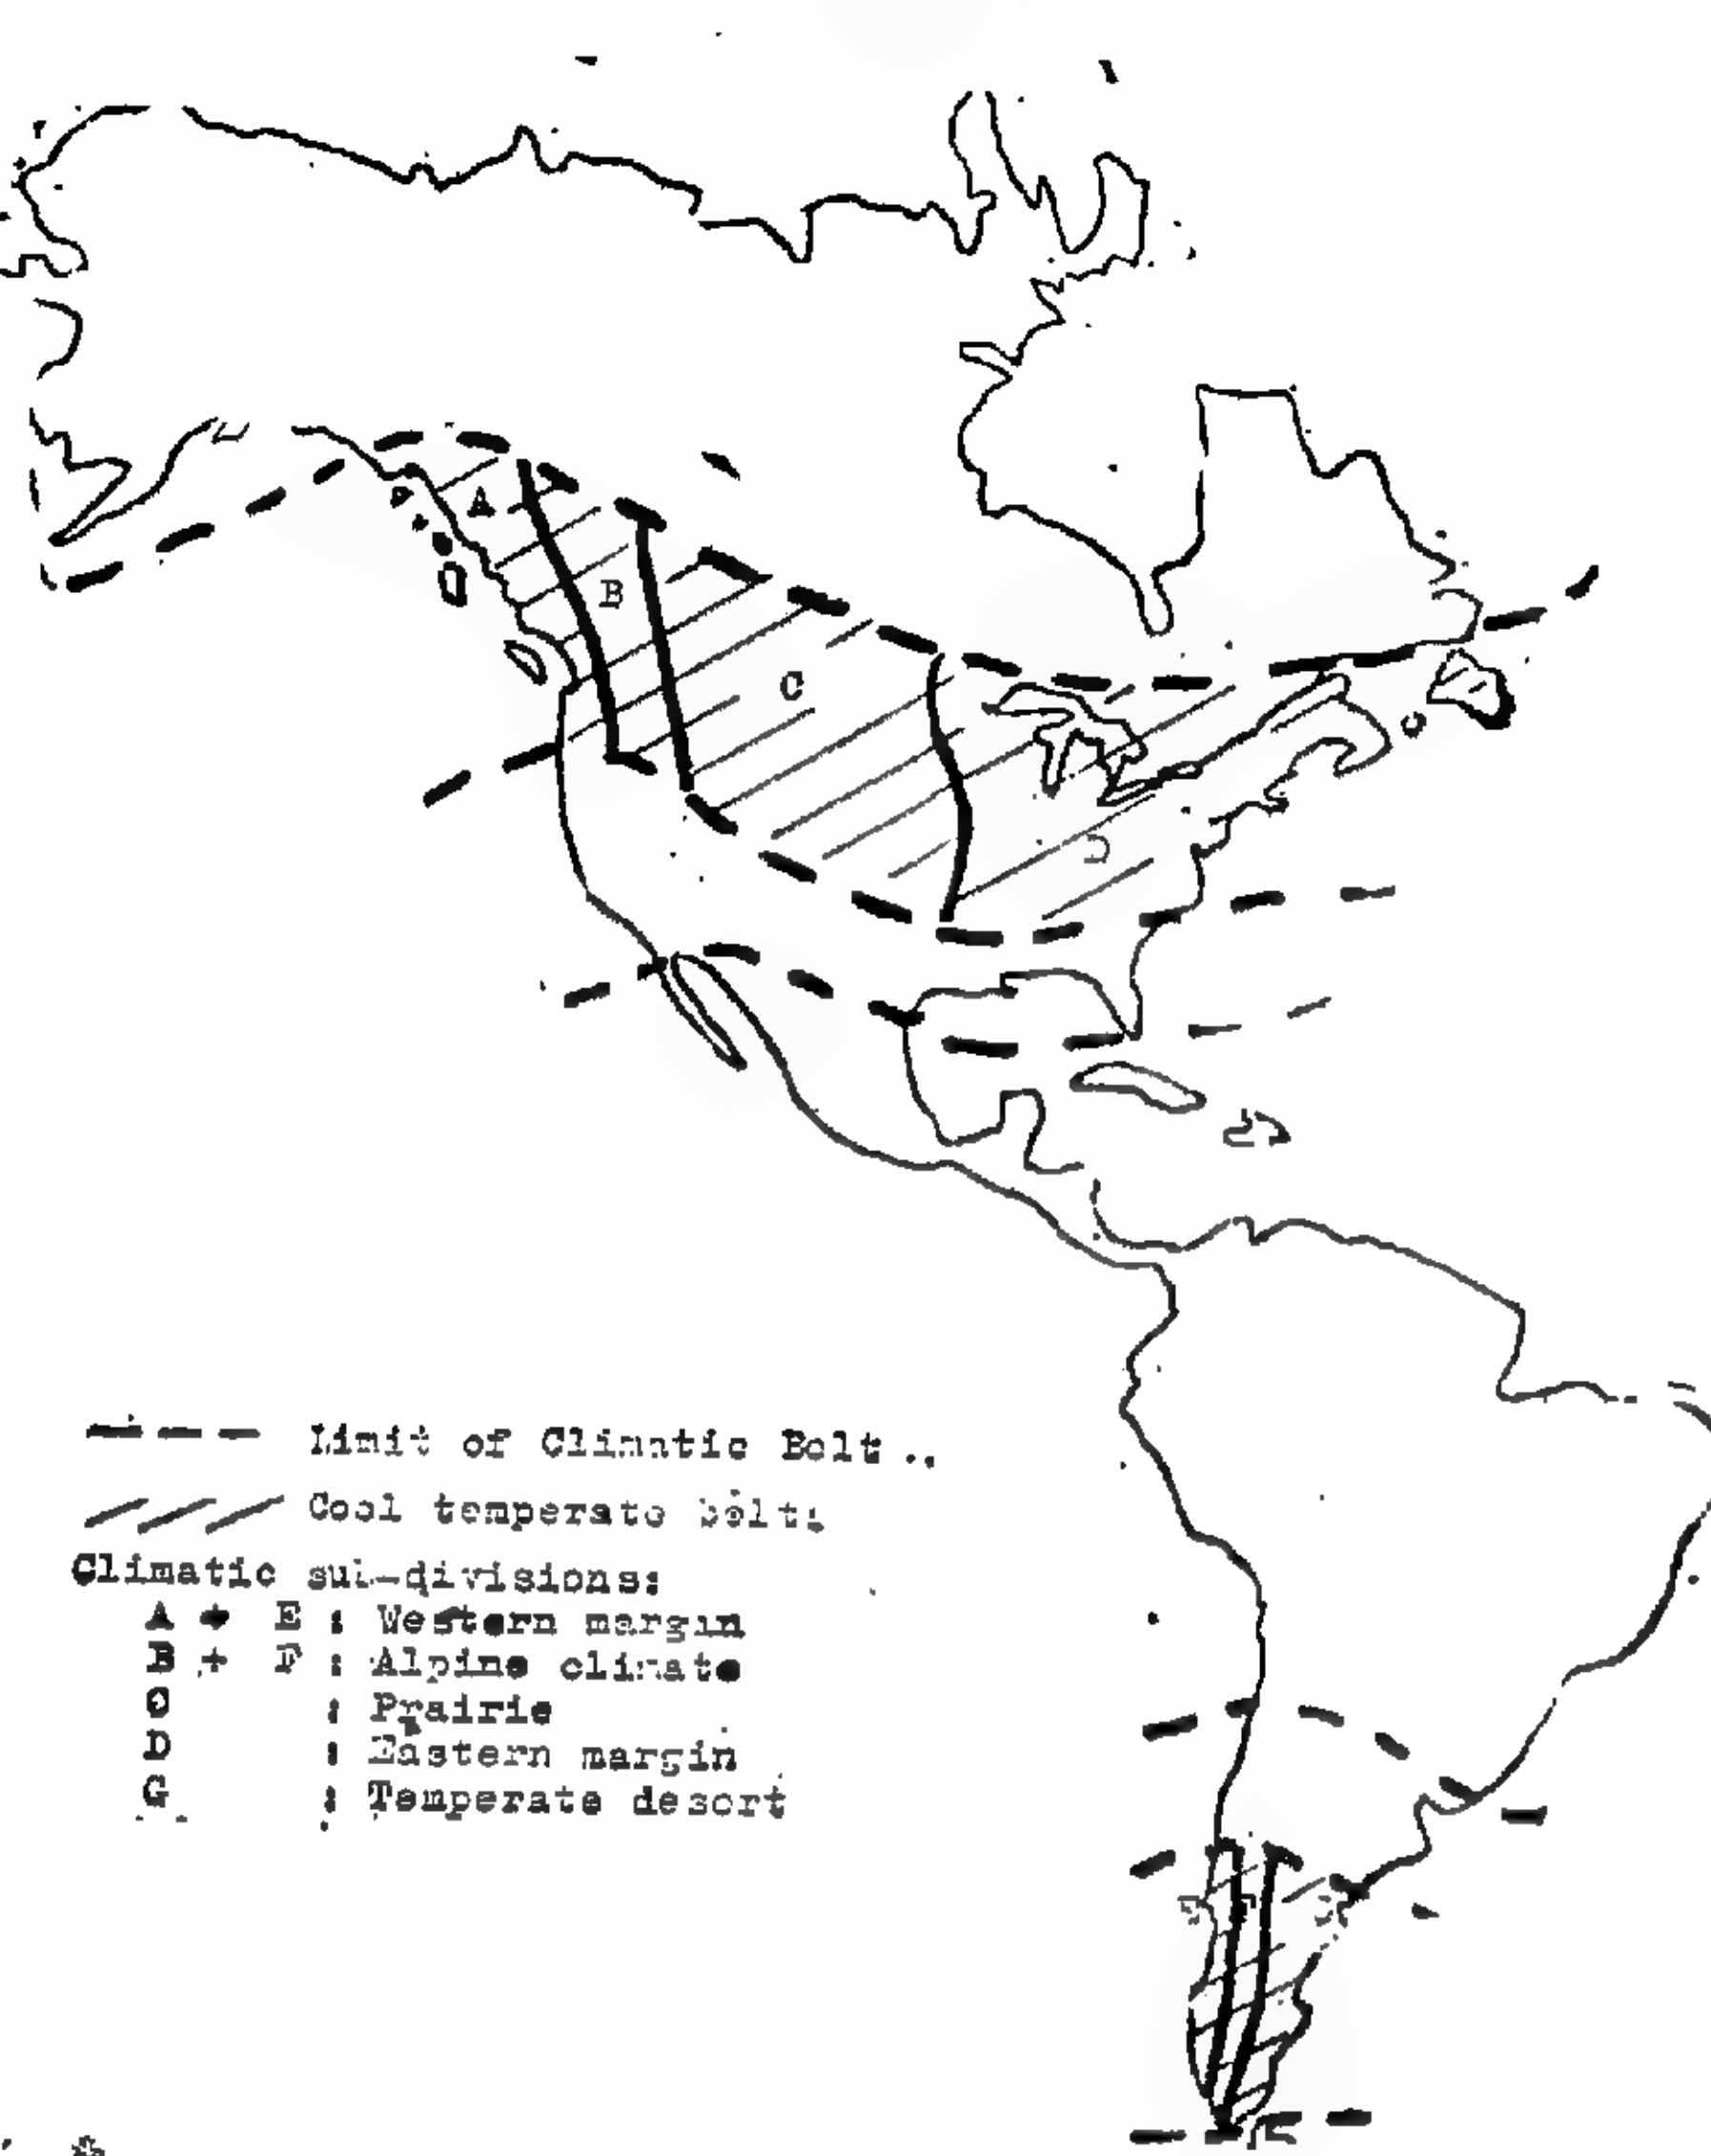 A
B
C
D
E F G
Limit of Climatic Belt ..
Cool temperate belt:
Climatic sub-divisions:
A + E : Western margin
B + F : Alpine climate
C : Prairie
D : Eastern margin
G : Temperate desert